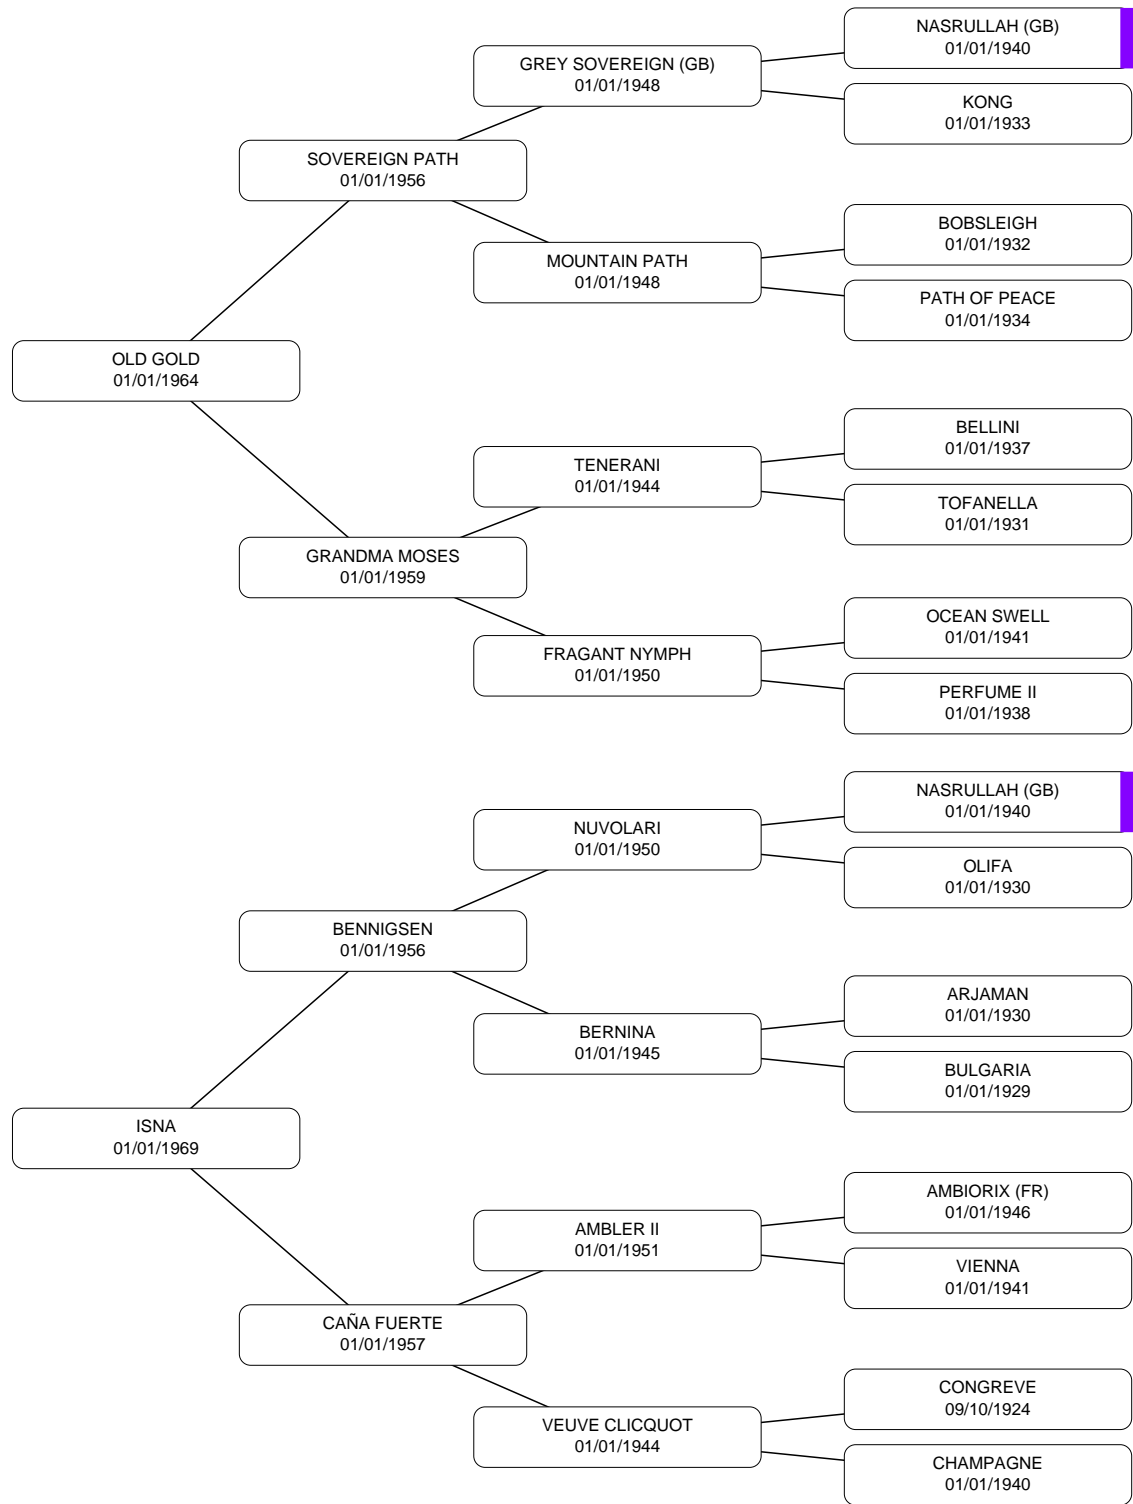 NASRULLAH (GB)
01/01/1940
GREY SOVEREIGN (GB)
01/01/1948
KONG
01/01/1933
SOVEREIGN PATH
01/01/1956
BOBSLEIGH
01/01/1932
MOUNTAIN PATH
01/01/1948
PATH OF PEACE
01/01/1934
OLD GOLD
01/01/1964
BELLINI
01/01/1937
TENERANI
01/01/1944
TOFANELLA
01/01/1931
GRANDMA MOSES
01/01/1959
OCEAN SWELL
01/01/1941
FRAGANT NYMPH
01/01/1950
PERFUME II
01/01/1938
NASRULLAH (GB)
01/01/1940
NUVOLARI
01/01/1950
OLIFA
01/01/1930
BENNIGSEN
01/01/1956
ARJAMAN
01/01/1930
BERNINA
01/01/1945
BULGARIA
01/01/1929
ISNA
01/01/1969
AMBIORIX (FR)
01/01/1946
AMBLER II
01/01/1951
VIENNA
01/01/1941
CAÑA FUERTE
01/01/1957
CONGREVE
09/10/1924
VEUVE CLICQUOT
01/01/1944
CHAMPAGNE
01/01/1940